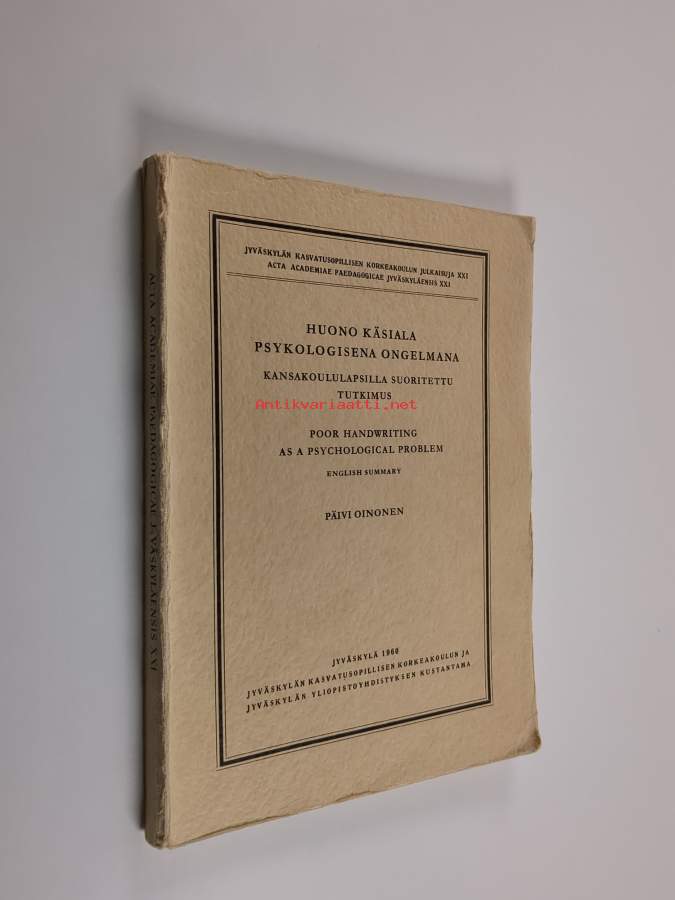 JYVÄSKYLÄN KASVATUSOPILLISEN KORKEAKOULUN JULKAISUJA XXI
ACTA ACADEMIAE PAEDAGOGICAE JYVÄSKYLÄENSIS XXI
HUONO KÄSIALA
PSYKOLOGISENA ONGELMANA
KANSAKOULULAPSILLA SUORITETTU
TUTKIMUS
Antikvariaatti.net
POOR HANDWRITING
AS A PSYCHOLOGICAL PROBLEM
ENGLISH SUMMARY
PÄIVI OINONEN
JYVÄSKYLÄ 1960
JYVÄSKYLÄN KASVATUSOPILLISEN KORKEAKOULUN JA
JYVÄSKYLÄN YLIOPISTOYHDISTYKSEN KUSTANTAMA
ACTA ACADEMIAE PAEDAGOGICAE JYVÄSKYLÄENSIS XXI